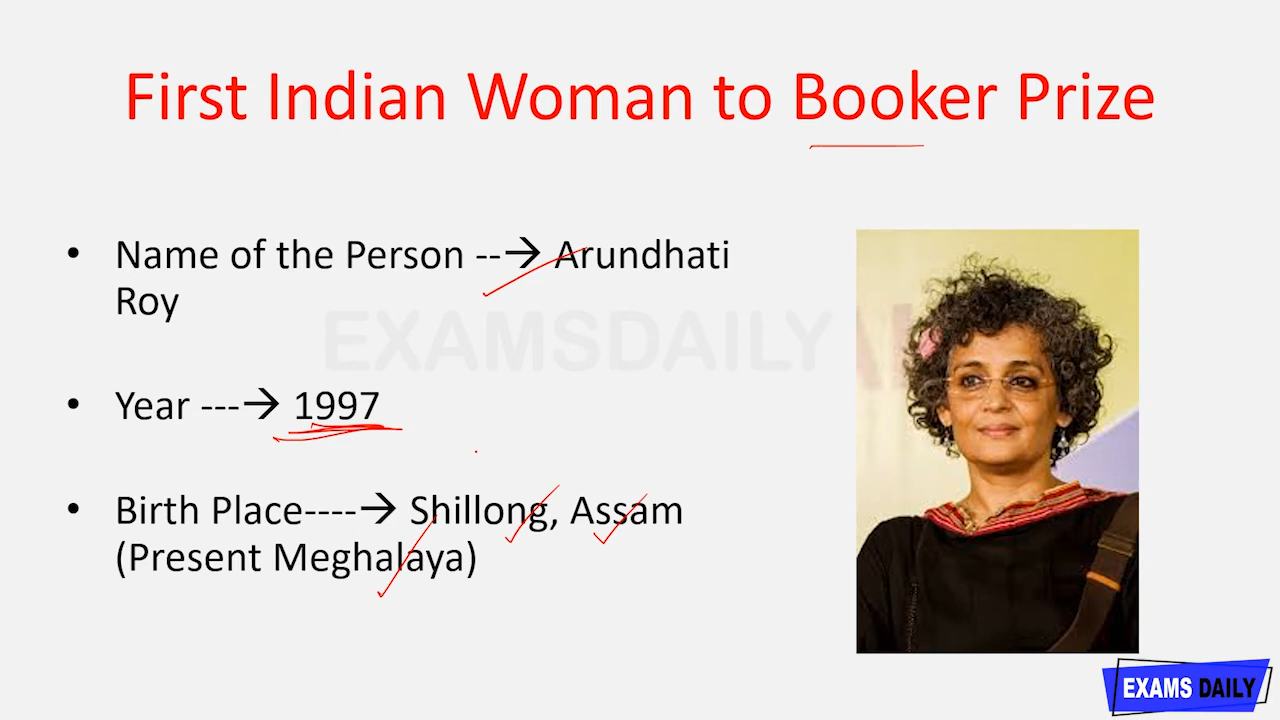 First Indian Woman to Booker Prize
• Name of the Person --→ Arundhati
Roy
EXAMSDAILY
• Year ---→ 1997
• Birth Place----→ Shillong, Assam
(Present Meghalaya)
EXAMS DAILY